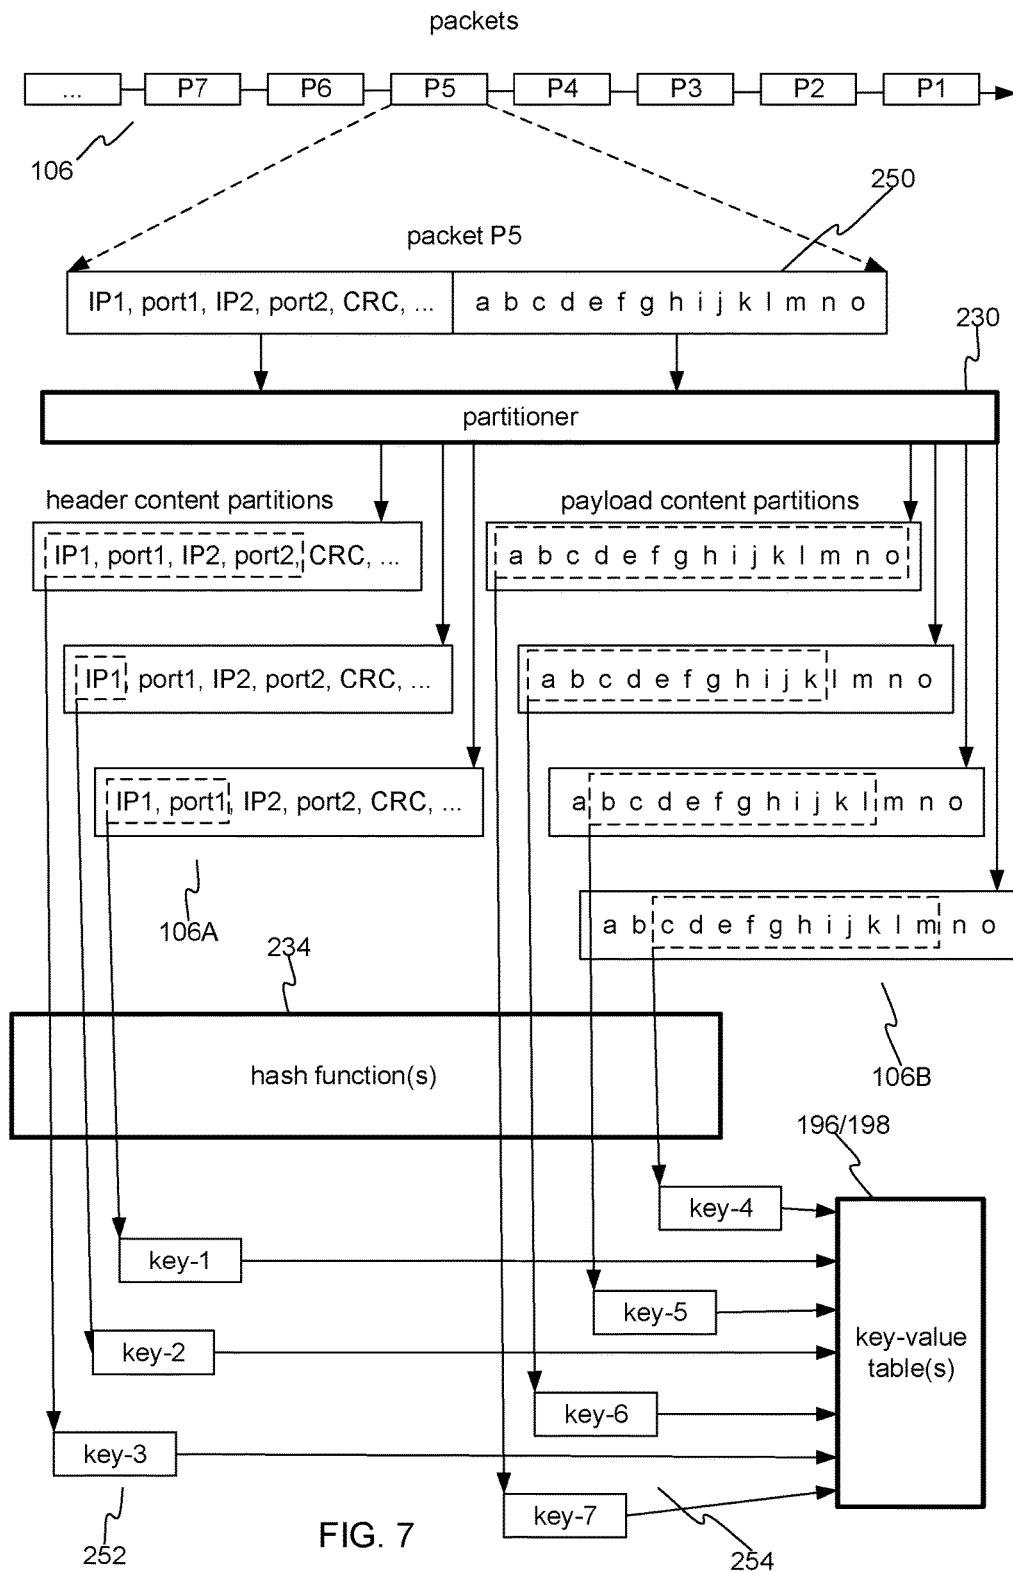 packets
... P7 P6 P5 P4 P3 P2 P1
106
250
packet P5
IP1, port1, IP2, port2, CRC, ... a b c d e f g h i j k l m n o
230
partitioner
header content partitions payload content partitions
IP1, port1, IP2, port2, CRC, ... a b c d e f g h i j k l m n o
IP1, port1, IP2, port2, CRC, ... a b c d e f g h i j k l m n o
IP1, port1, IP2, port2, CRC, ... a b c d e f g h i j k l m n o
106A
a b c d e f g h i j k l m n o
234
hash function(s)
106B
196/198
key-4
key-1
key-5
key-2
key-value
table(s)
key-6
key-3
key-7
FIG. 7
252
254